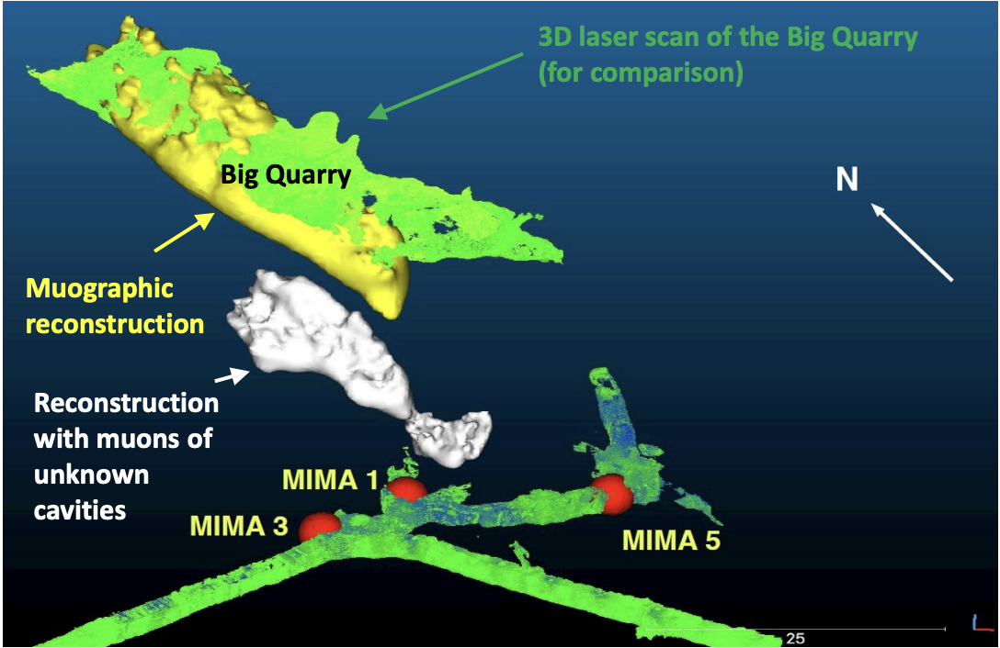 3D laser scan of the Big Quarry
(for comparison)
Big Quarry
N
Muographic
reconstruction
Reconstruction
with muons of
unknown
cavities
MIMA 1
MIMA 3
MIMA 5
25